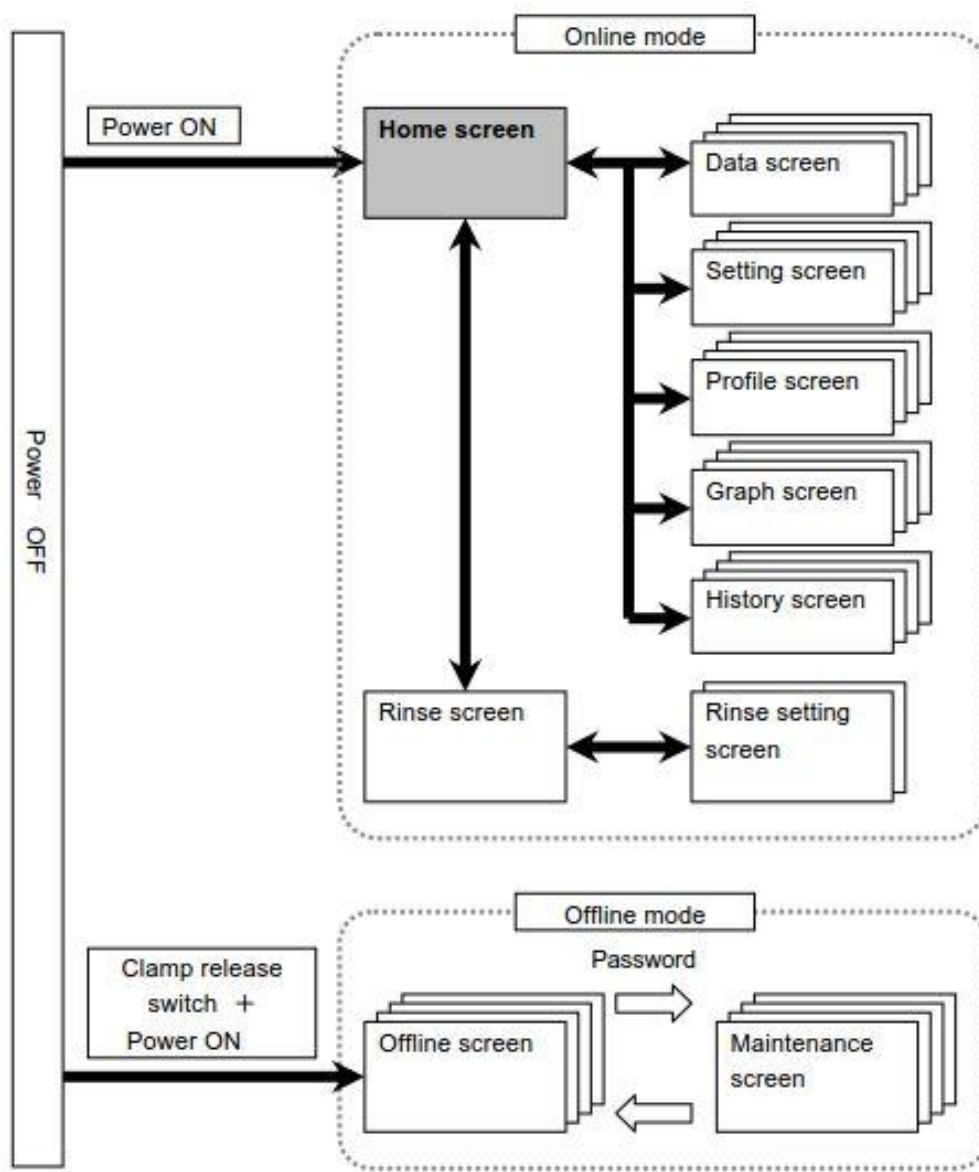 Online mode
Power ON
Home screen
Data screen
Setting screen
Profile screen
Graph screen
History screen
Power OFF
Rinse screen
Rinse setting
screen
Offline mode
Clamp release
switch +
Power ON
Password
Offline screen
Maintenance
screen